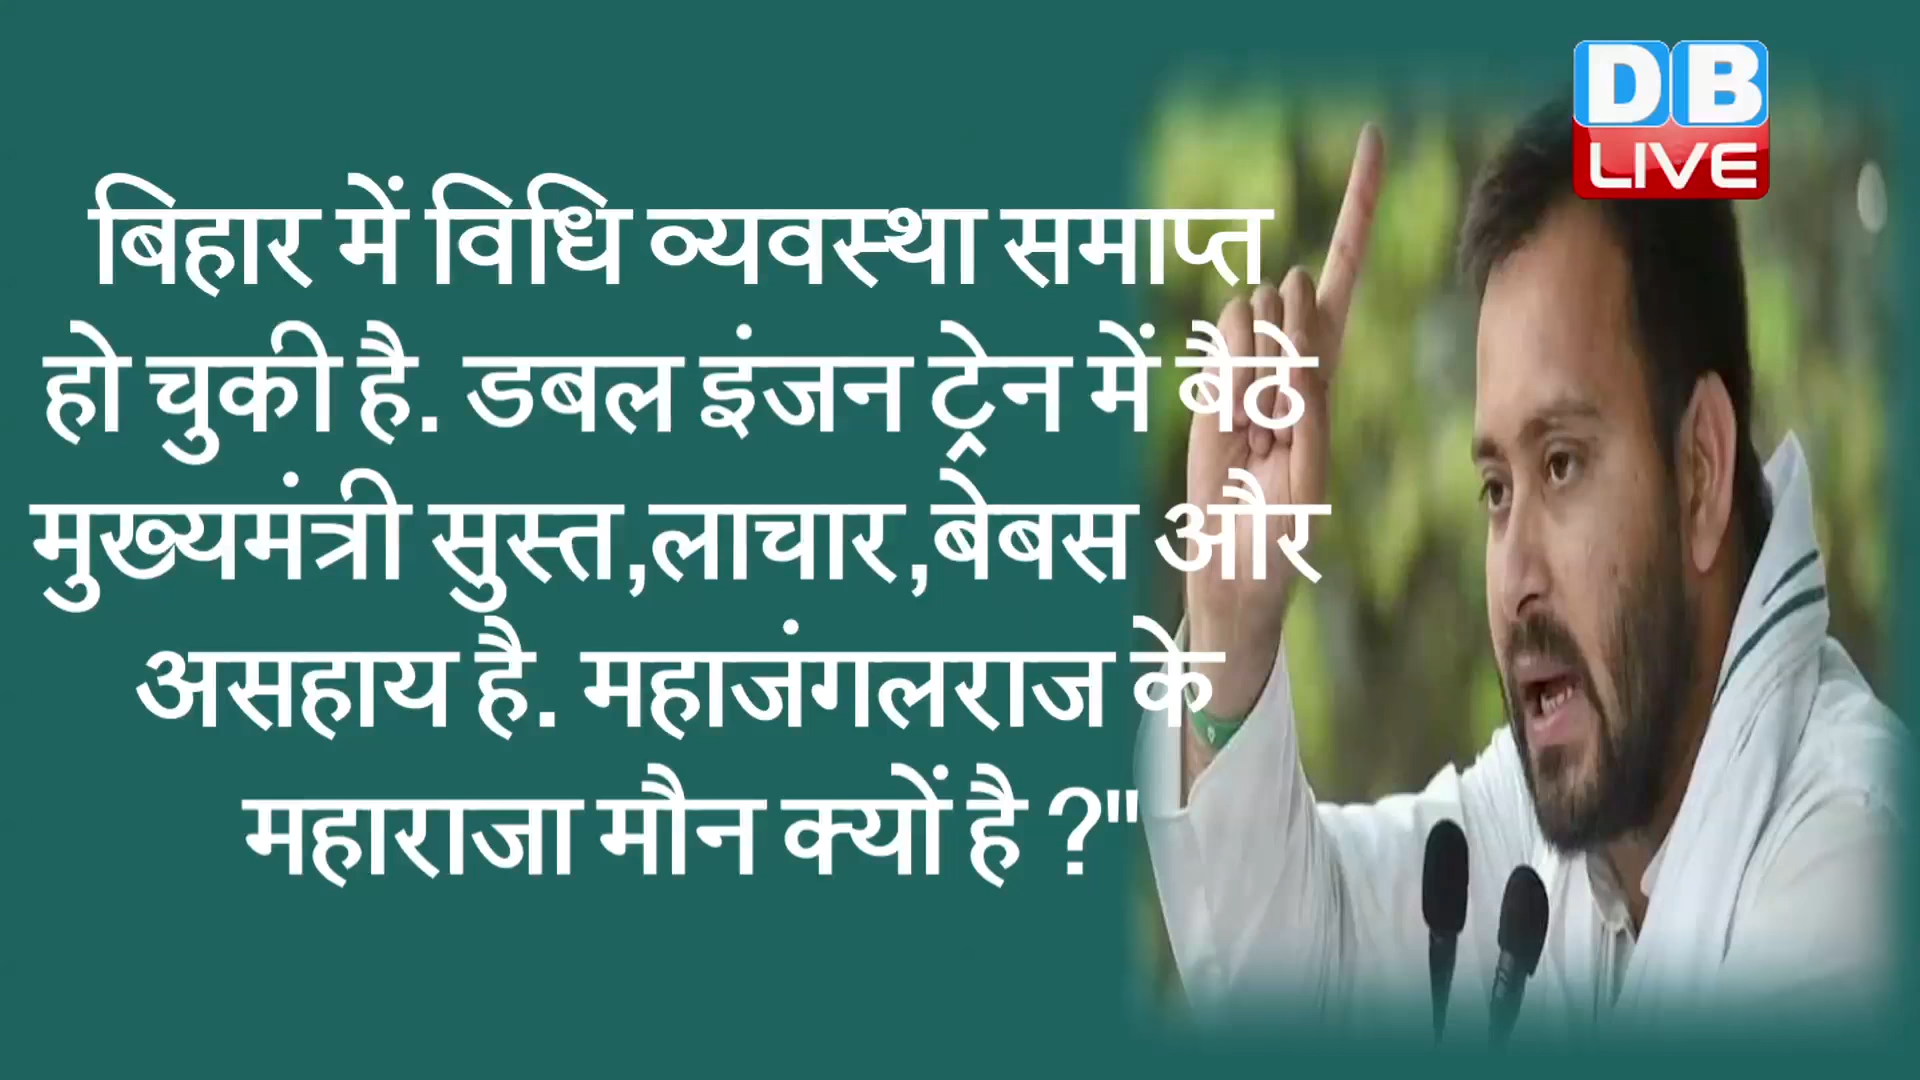 DB
LIVE
बिहार में विधि व्यवस्था समाप्त
हो चुकी है. डबल इंजन ट्रेन में बैठे
मुख्यमंत्री सुस्त,लाचार,बेबस और
असहाय है. महाजंगलराज के
महाराजा मौन क्यों है ?"